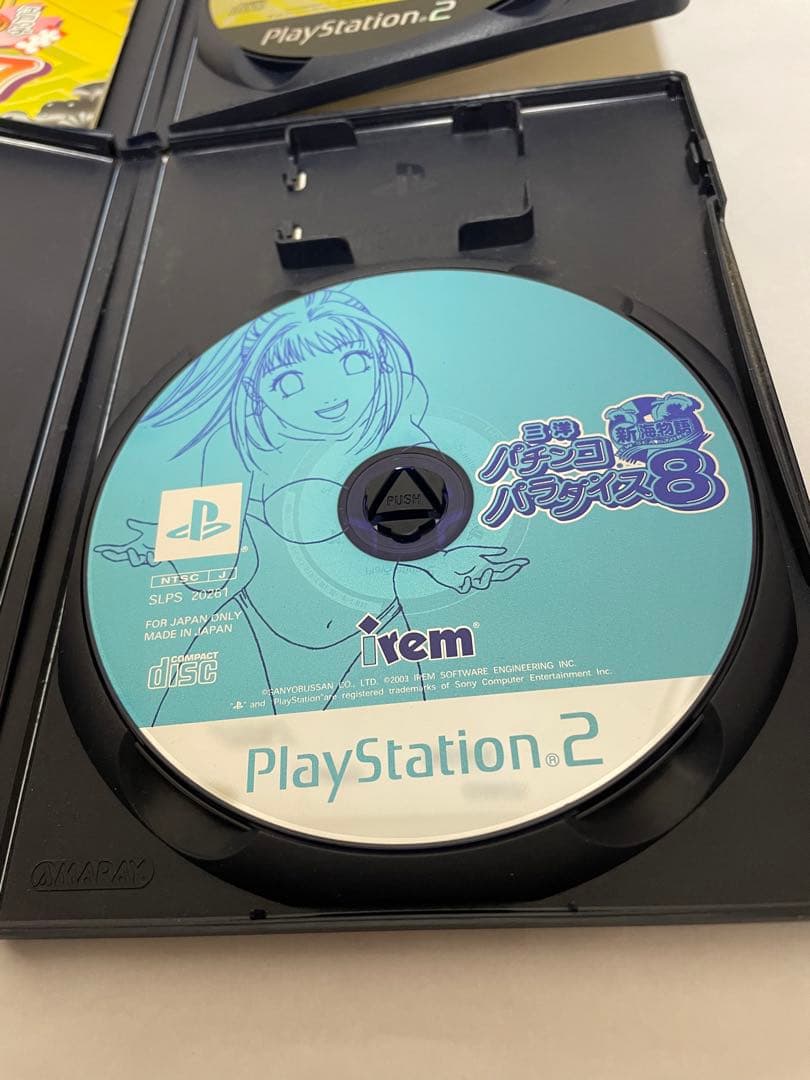 PlayStation®2
三洋
新海物語
パチンコ
パラダイス8
PUSH
NTSC J
SLPS 20261
FOR JAPAN ONLY
MADE IN JAPAN
COMPACT
disc
irem®
©SANYOBUSSAN CO., LTD. ©2003 IREM SOFTWARE ENGINEERING INC.
" " and "PlayStation" are registered trademarks of Sony Computer Entertainment Inc.
PlayStation®2
AMARAY